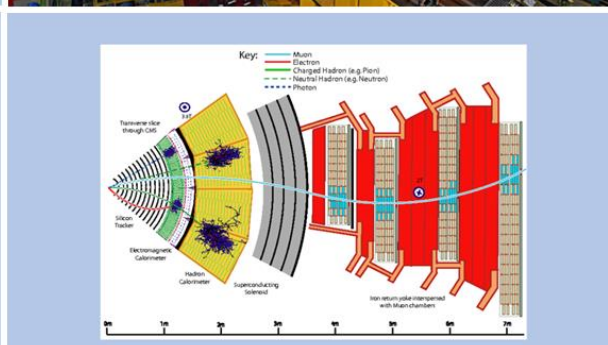 Key:
Muon
Electron
Charged Hadron (e.g. Pion)
Neutral Hadron (e.g. Neutron)
Photon
Transverse slice
through CMS
Silicon
Tracker
Electromagnetic
Calorimeter
Hadron
Calorimeter
Superconducting
Solenoid
Iron return yoke interspersed
with Muon chambers
0m 1m 2m 3m 4m 5m 6m 7m